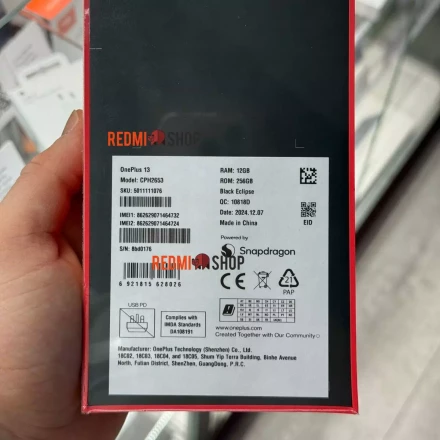 REDMI SHOP
OnePlus 13
Model: CPH2653
SKU: 5011111076
IMEI1: 862629071464732
IMEI2: 862629071464724
S/N: 8bd0176
RAM: 12GB
ROM: 256GB
Black Eclipse
QC: 10818D
Date: 2024.12.07
Made in China
EID
Powered by
Snapdragon
REDMI SHOP
6 921815 628026
CE
21
PAP
USB PD
Complies with
IMDA Standards
DA108191
www.oneplus.com
Created Together with Our Community
Manufacturer: OnePlus Technology (Shenzhen) Co., Ltd.
18C02, 18C03, 18C04, and 18C05, Shum Yip Terra Building, Binhe Avenue
North, Futian District, ShenZhen, GuangDong, P.R.C.